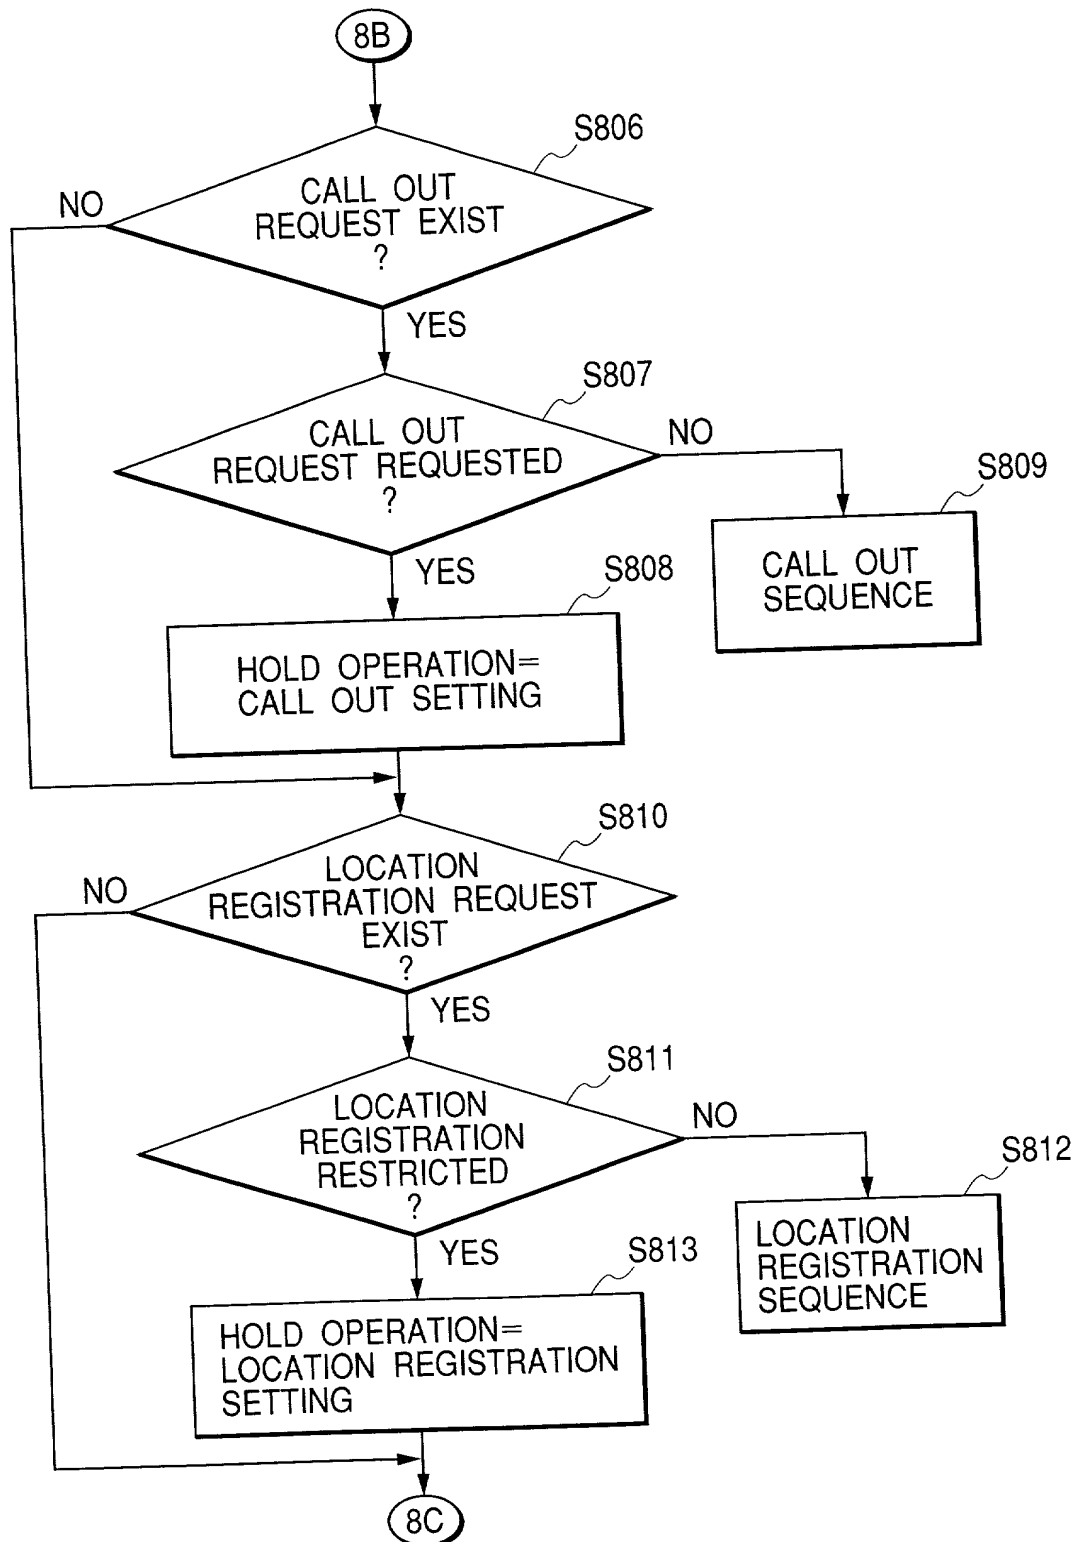 8B
S806
CALL OUT
REQUEST EXIST
?
NO
YES
S807
CALL OUT
REQUEST REQUESTED
?
NO
YES
S809
CALL OUT
SEQUENCE
S808
HOLD OPERATION=
CALL OUT SETTING
S810
LOCATION
REGISTRATION REQUEST
EXIST
?
NO
YES
S811
LOCATION
REGISTRATION
RESTRICTED
?
NO
YES
S812
LOCATION
REGISTRATION
SEQUENCE
S813
HOLD OPERATION=
LOCATION REGISTRATION
SETTING
8C